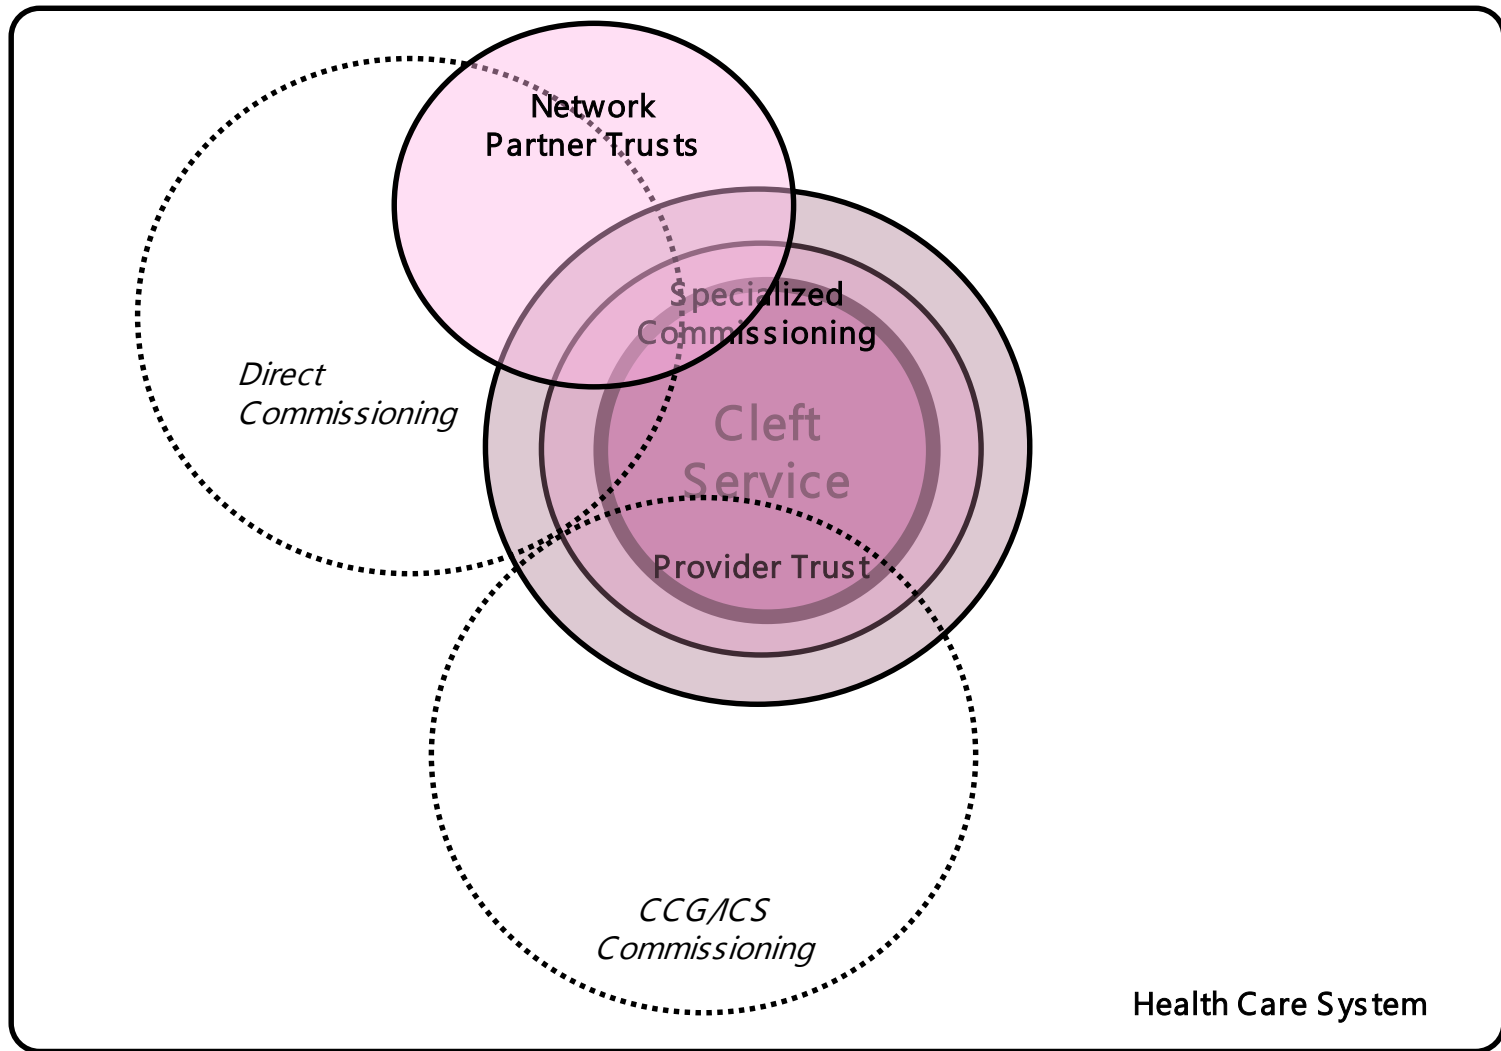 Network
Partner Trusts
Specialized
Commissioning
Direct
Commissioning
Cleft
Service
Provider Trust
CCG/ICS
Commissioning
Health Care System